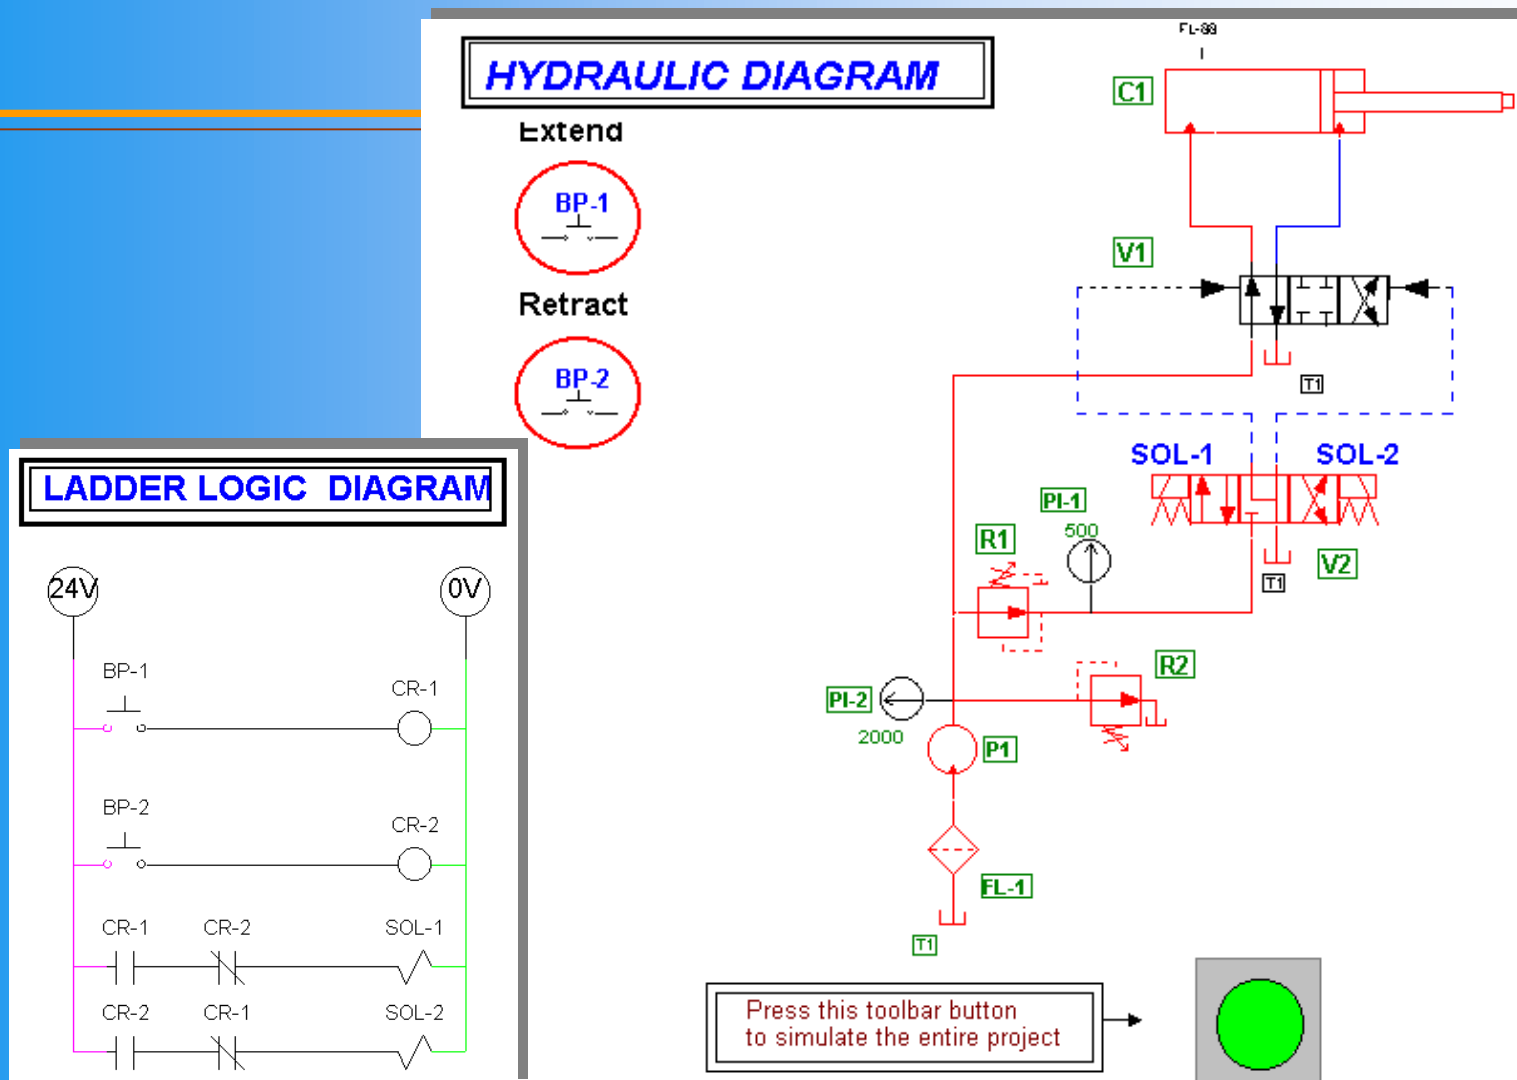 FL-88
HYDRAULIC DIAGRAM
C1
Extend
BP-1
V1
Retract
BP-2
T1
SOL-1 SOL-2
PI-1
500
R1
V2
T1
R2
PI-2
2000
P1
FL-1
T1
Press this toolbar button
to simulate the entire project
LADDER LOGIC DIAGRAM
24V 0V
BP-1
CR-1
BP-2
CR-2
CR-1 CR-2 SOL-1
CR-2 CR-1 SOL-2